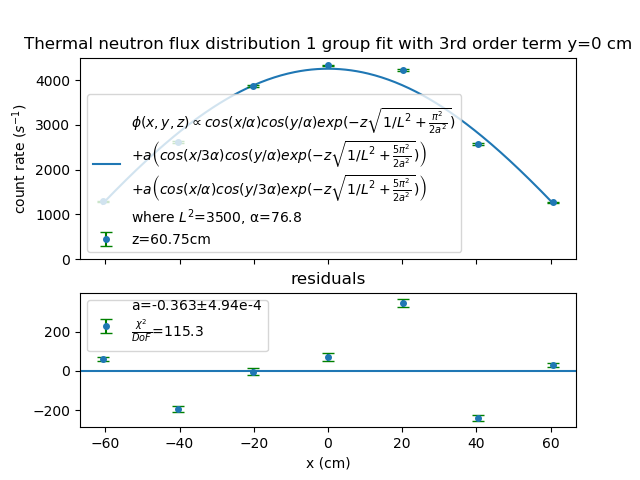 Thermal neutron flux distribution 1 group fit with 3rd order term y=0 cm
count rate (s⁻¹)
4000
3000
2000
1000
0
ϕ(x, y, z) ∝ cos(x/α)cos(y/α)exp(−z√(1/L² + π²/2a²))
+a(cos(x/3α)cos(y/α)exp(−z√(1/L² + 5π²/2a²)))
+a(cos(x/α)cos(y/3α)exp(−z√(1/L² + 5π²/2a²)))
where L²=3500, α=76.8
z=60.75cm
residuals
200
0
−200
a=-0.363±4.94e-4
χ²/DoF=115.3
−60 −40 −20 0 20 40 60
x (cm)